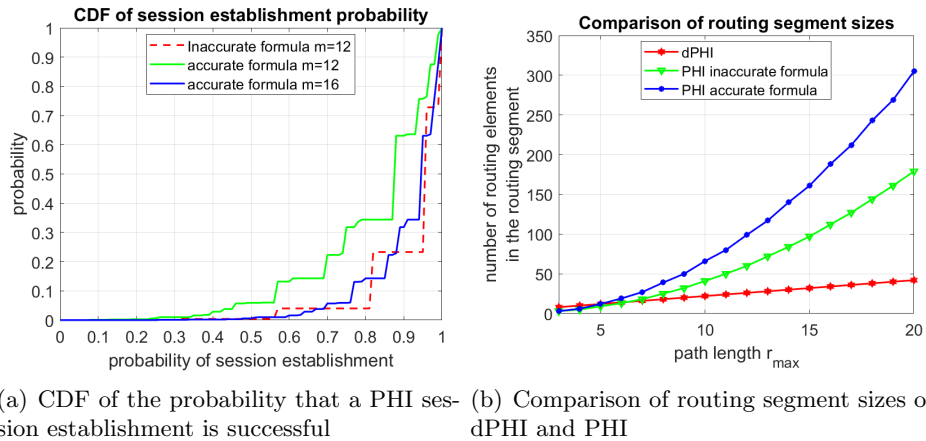 CDF of session establishment probability
1
0.9
0.8
0.7
0.6
0.5
0.4
0.3
0.2
0.1
0
probability
Inaccurate formula m=12
accurate formula m=12
accurate formula m=16
0 0.1 0.2 0.3 0.4 0.5 0.6 0.7 0.8 0.9 1
probability of session establishment
Comparison of routing segment sizes
350
300
250
200
150
100
50
0
number of routing elements
in the routing segment
dPHI
PHI inaccurate formula
PHI accurate formula
5 10 15 20
path length r_max
(a) CDF of the probability that a PHI ses-
sion establishment is successful
(b) Comparison of routing segment sizes o
dPHI and PHI